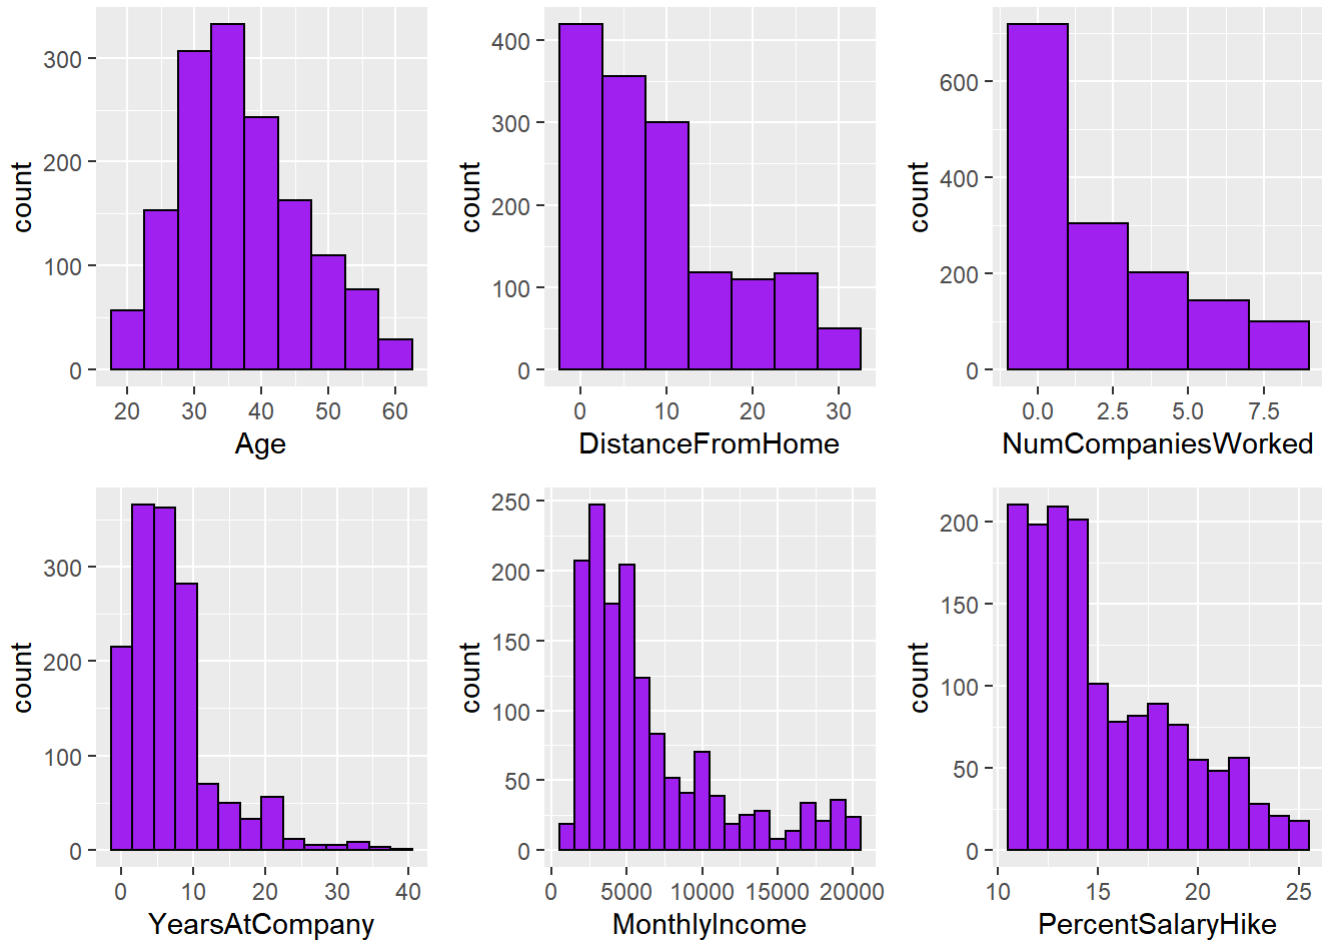 count
300
200
100
0
20 30 40 50 60
Age
count
400
300
200
100
0
0 10 20 30
DistanceFromHome
count
600
400
200
0
0.0 2.5 5.0 7.5
NumCompaniesWorked
count
300
200
100
0
0 10 20 30 40
YearsAtCompany
count
250
200
150
100
50
0
0 5000 10000 15000 20000
MonthlyIncome
count
200
150
100
50
0
10 15 20 25
PercentSalaryHike